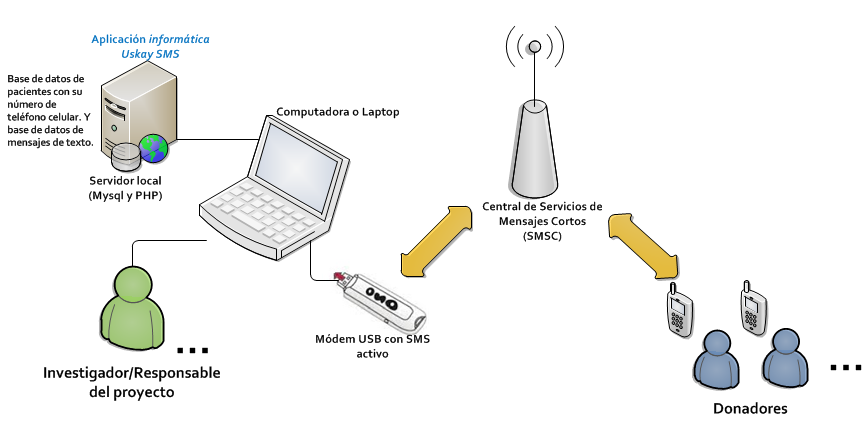 Aplicación informática
Uskay SMS
Base de datos de
pacientes con su
número de
teléfono celular. Y
base de datos de
mensajes de texto.
Servidor local
(Mysql y PHP)
Computadora o Laptop
Central de Servicios de
Mensajes Cortos
(SMSC)
Módem USB con SMS
activo
Investigador/Responsable
del proyecto
...
Donadores
...